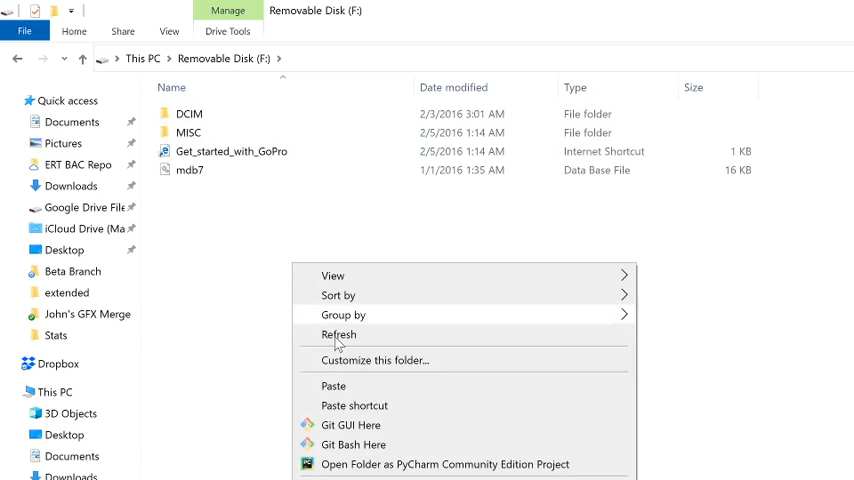 Manage
Removable Disk (F:)
File
Home
Share
View
Drive Tools
This PC
Removable Disk (F:)
Name
Date modified
Type
Size
DCIM
2/3/2016 3:01 AM
File folder
MISC
2/5/2016 1:14 AM
File folder
Get_started_with_GoPro
2/5/2016 1:14 AM
Internet Shortcut
1 KB
mdb7
1/1/2016 1:35 AM
Data Base File
16 KB
Quick access
Documents
Pictures
ERT BAC Repo
Downloads
Google Drive File
iCloud Drive (Ma
Desktop
Beta Branch
extended
John's GFX Merge
Stats
Dropbox
This PC
3D Objects
Desktop
Documents
Downloads
View
Sort by
Group by
Refresh
Customize this folder...
Paste
Paste shortcut
Git GUI Here
Git Bash Here
Open Folder as PyCharm Community Edition Project